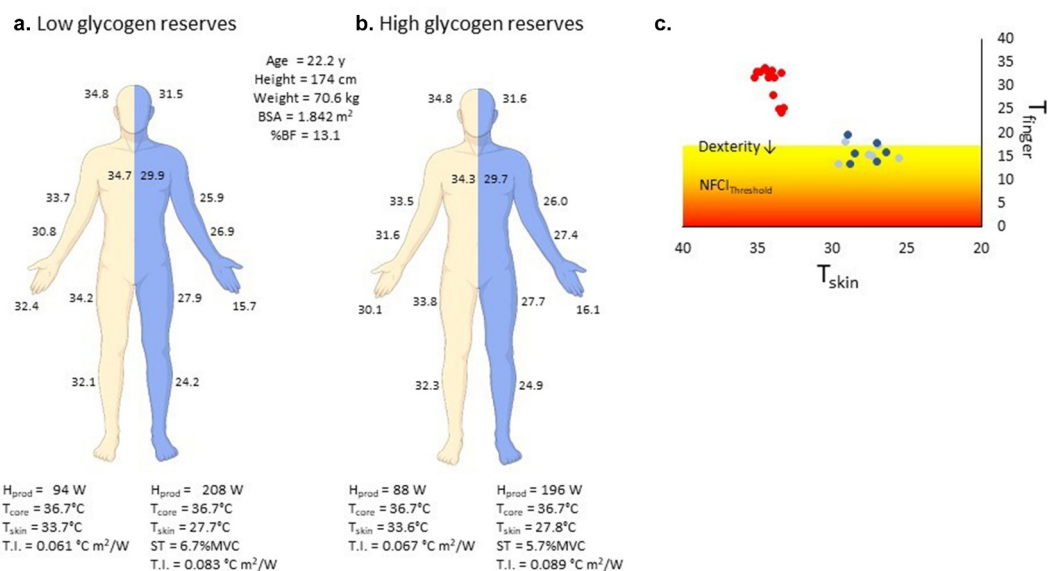 a. Low glycogen reserves
Age = 22.2 y
Height = 174 cm
Weight = 70.6 kg
BSA = 1.842 m²
%BF = 13.1
34.8 31.5
34.7 29.9
33.7 25.9
30.8 26.9
32.4 34.2 27.9 15.7
32.1 24.2
Hprod = 94 W
Tcore = 36.7°C
Tskin = 33.7°C
T.I. = 0.061 °C m²/W
Hprod = 208 W
Tcore = 36.7°C
Tskin = 27.7°C
ST = 6.7%MVC
T.I. = 0.083 °C m²/W
b. High glycogen reserves
34.8 31.6
34.3 29.7
33.5 26.0
31.6 27.4
30.1 33.8 27.7 16.1
32.3 24.9
Hprod = 88 W
Tcore = 36.7°C
Tskin = 33.6°C
T.I. = 0.067 °C m²/W
Hprod = 196 W
Tcore = 36.7°C
Tskin = 27.8°C
ST = 5.7%MVC
T.I. = 0.089 °C m²/W
c.
40
35
30
25
20
15
10
5
0
Tfinger
Dexterity ↓
NFCIThreshold
40 35 30 25 20
Tskin